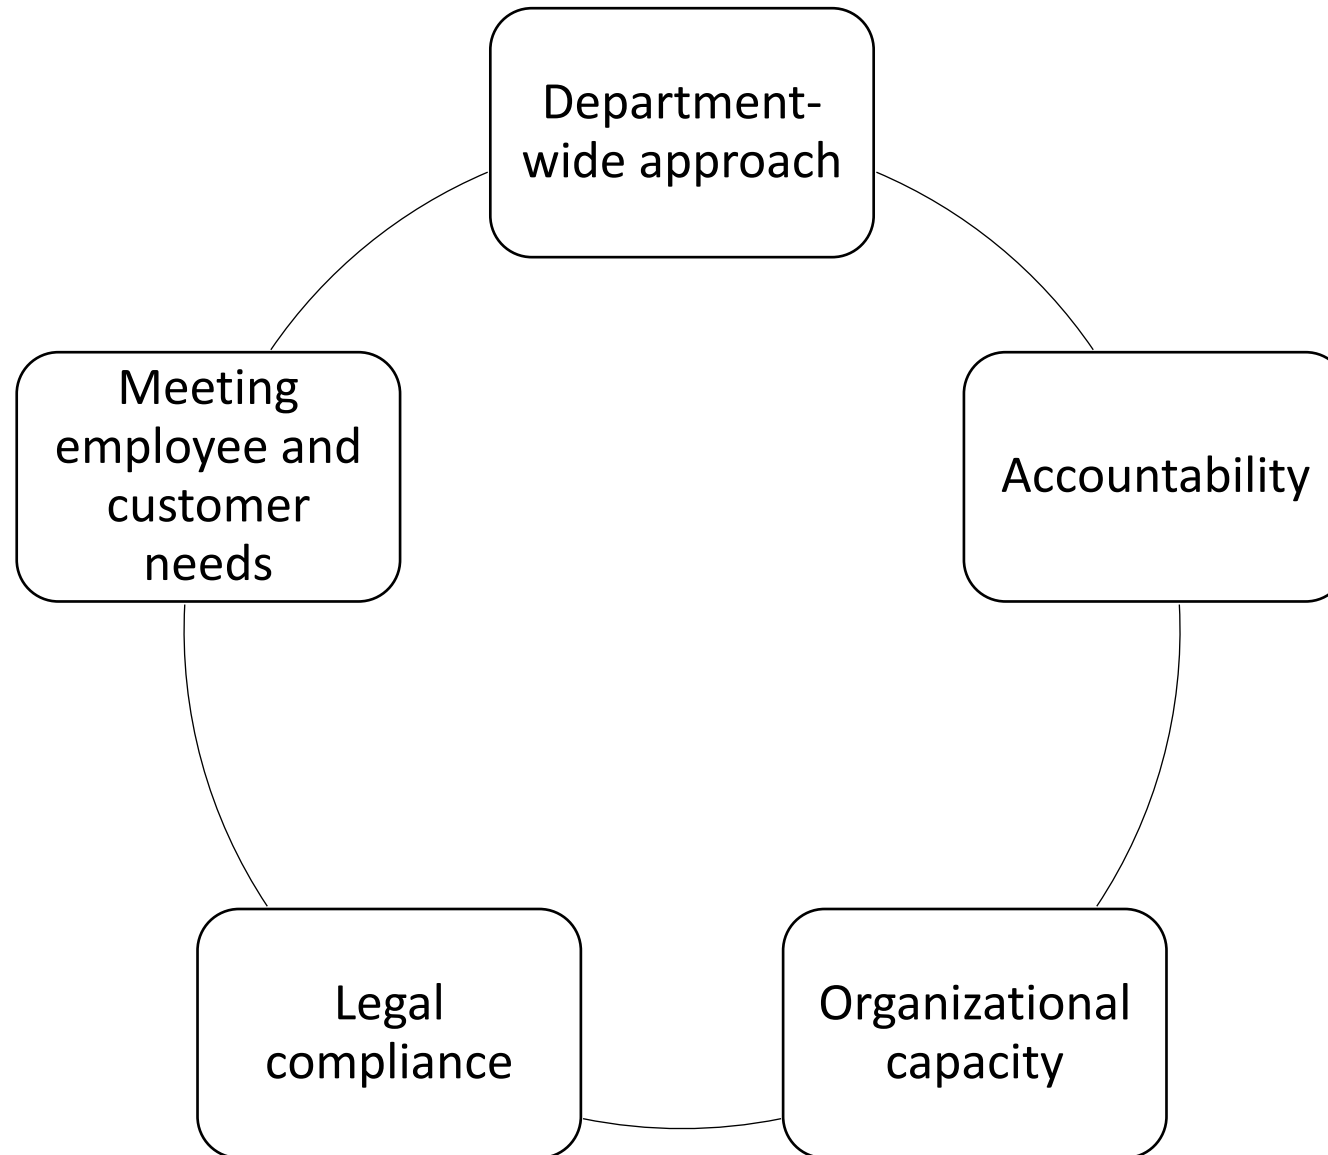 Department-
wide approach
Accountability
Organizational
capacity
Legal
compliance
Meeting
employee and
customer
needs